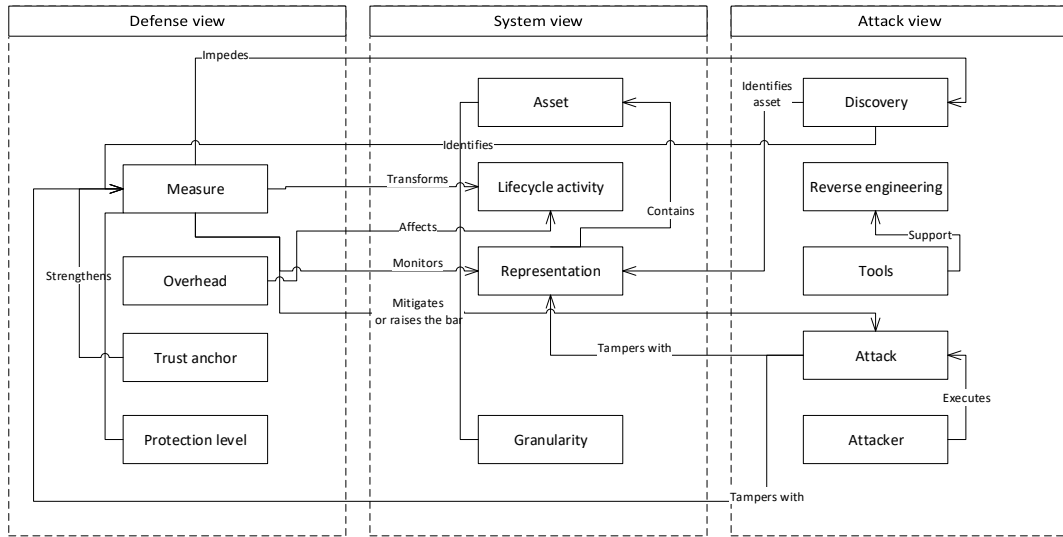 Defense view
System view
Attack view
Impedes
Asset
Identifies
asset
Discovery
Identifies
Measure
Transforms
Lifecycle activity
Reverse engineering
Contains
Affects
Support
Strengthens
Overhead
Monitors
Representation
Tools
Mitigates
or raises the bar
Trust anchor
Tampers with
Attack
Executes
Protection level
Granularity
Attacker
Tampers with